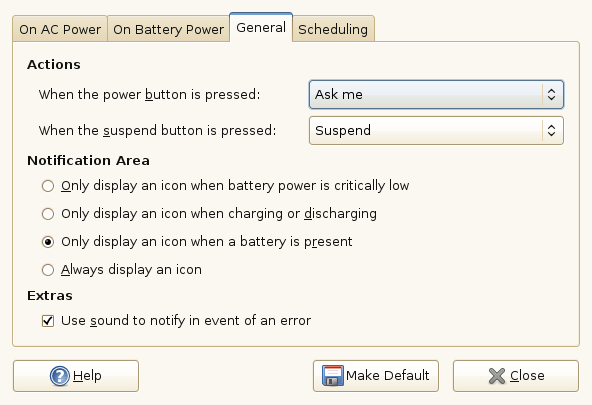 On AC Power On Battery Power General Scheduling
Actions
When the power button is pressed: Ask me
When the suspend button is pressed: Suspend
Notification Area
Only display an icon when battery power is critically low
Only display an icon when charging or discharging
Only display an icon when a battery is present
Always display an icon
Extras
Use sound to notify in event of an error
Help Make Default Close